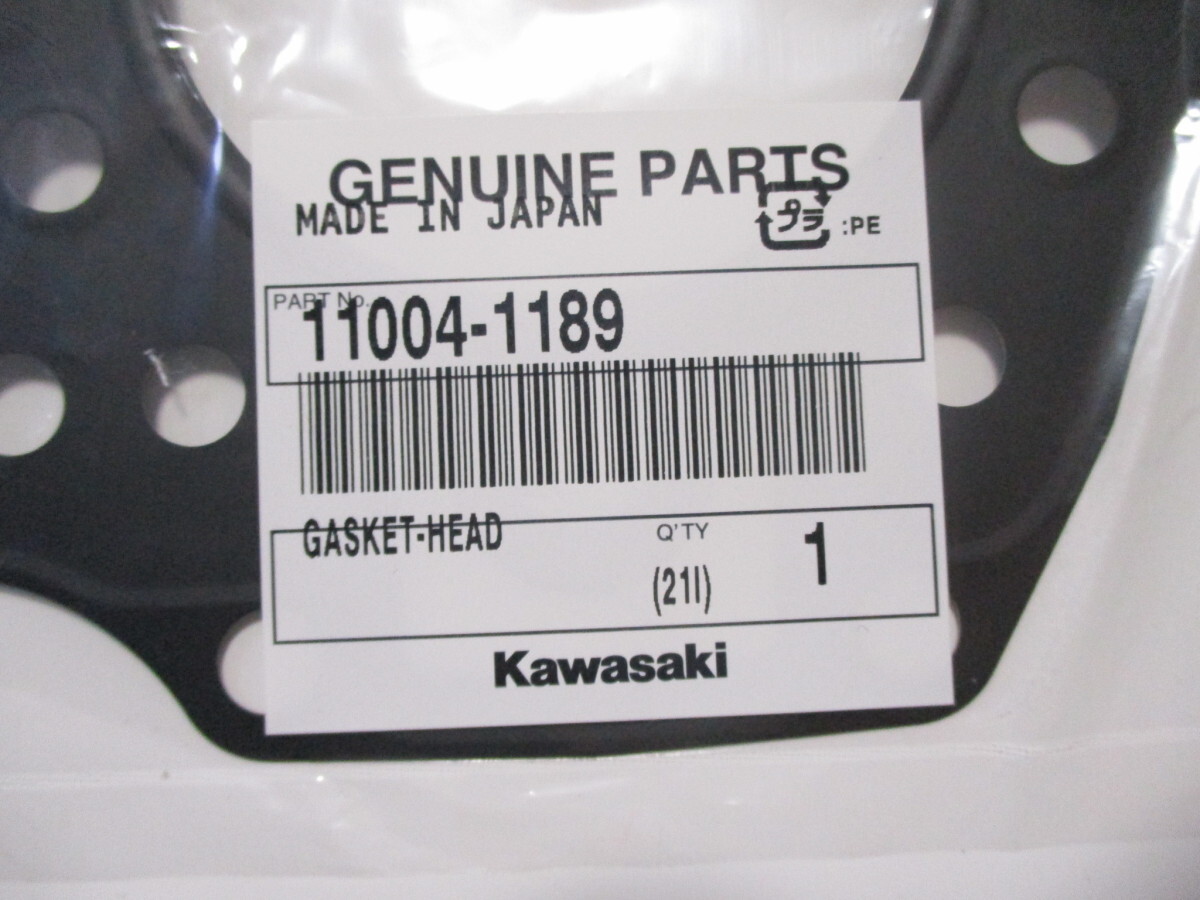 GENUINE PARTS
MADE IN JAPAN
プラ :PE
PART No.
11004-1189
GASKET-HEAD
Q'TY
1
(21I)
Kawasaki